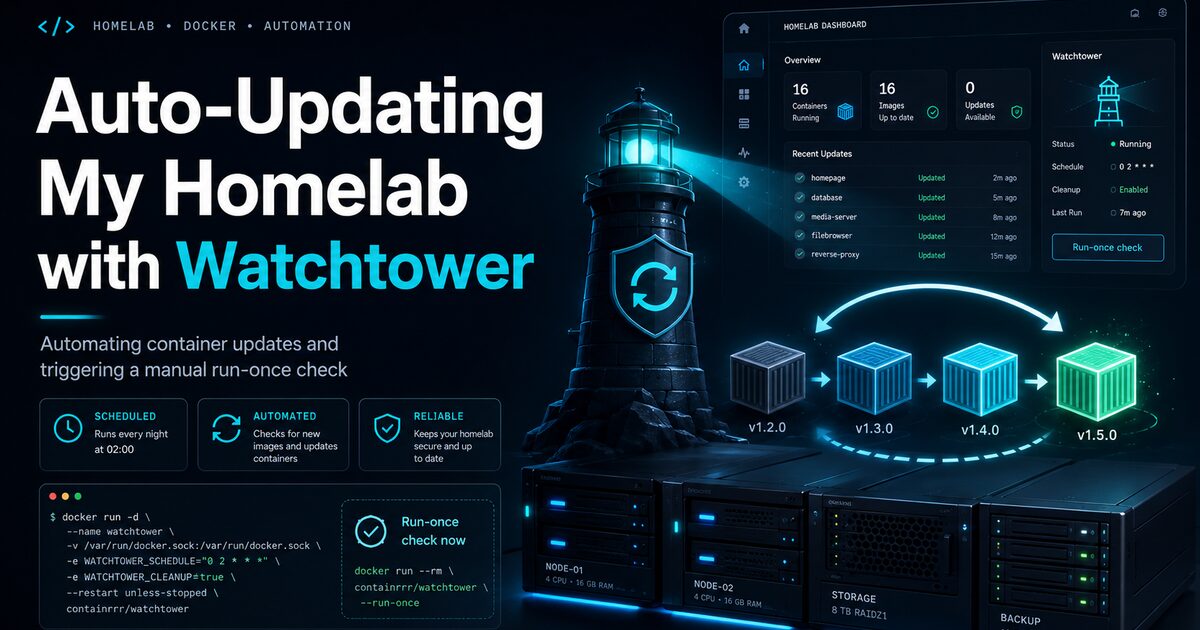 </> HOMELAB • DOCKER • AUTOMATION
Auto-Updating
My Homelab
with Watchtower
Automating container updates and
triggering a manual run-once check
SCHEDULED
Runs every night
at 02:00
AUTOMATED
Checks for new
images and updates
containers
RELIABLE
Keeps your homelab
secure and up
to date
$ docker run -d \
--name watchtower \
-v /var/run/docker.sock:/var/run/docker.sock \
-e WATCHTOWER_SCHEDULE="0 2 * * *" \
-e WATCHTOWER_CLEANUP=true \
--restart unless-stopped \
containrrr/watchtower
Run-once
check now
docker run --rm \
containrrr/watchtower \
--run-once
HOMELAB DASHBOARD
Overview
16
Containers
Running
16
Images
Up to date
0
Updates
Available
Recent Updates
homepage Updated 2m ago
database Updated 5m ago
media-server Updated 8m ago
filebrowser Updated 12m ago
reverse-proxy Updated 15m ago
Watchtower
Status Running
Schedule 0 2 * * *
Cleanup Enabled
Last Run 7m ago
Run-once check
v1.2.0
v1.3.0
v1.4.0
v1.5.0
NODE-01
4 CPU • 16 GB RAM
NODE-02
4 CPU • 16 GB RAM
STORAGE
8 TB RAIDZ1
BACKUP